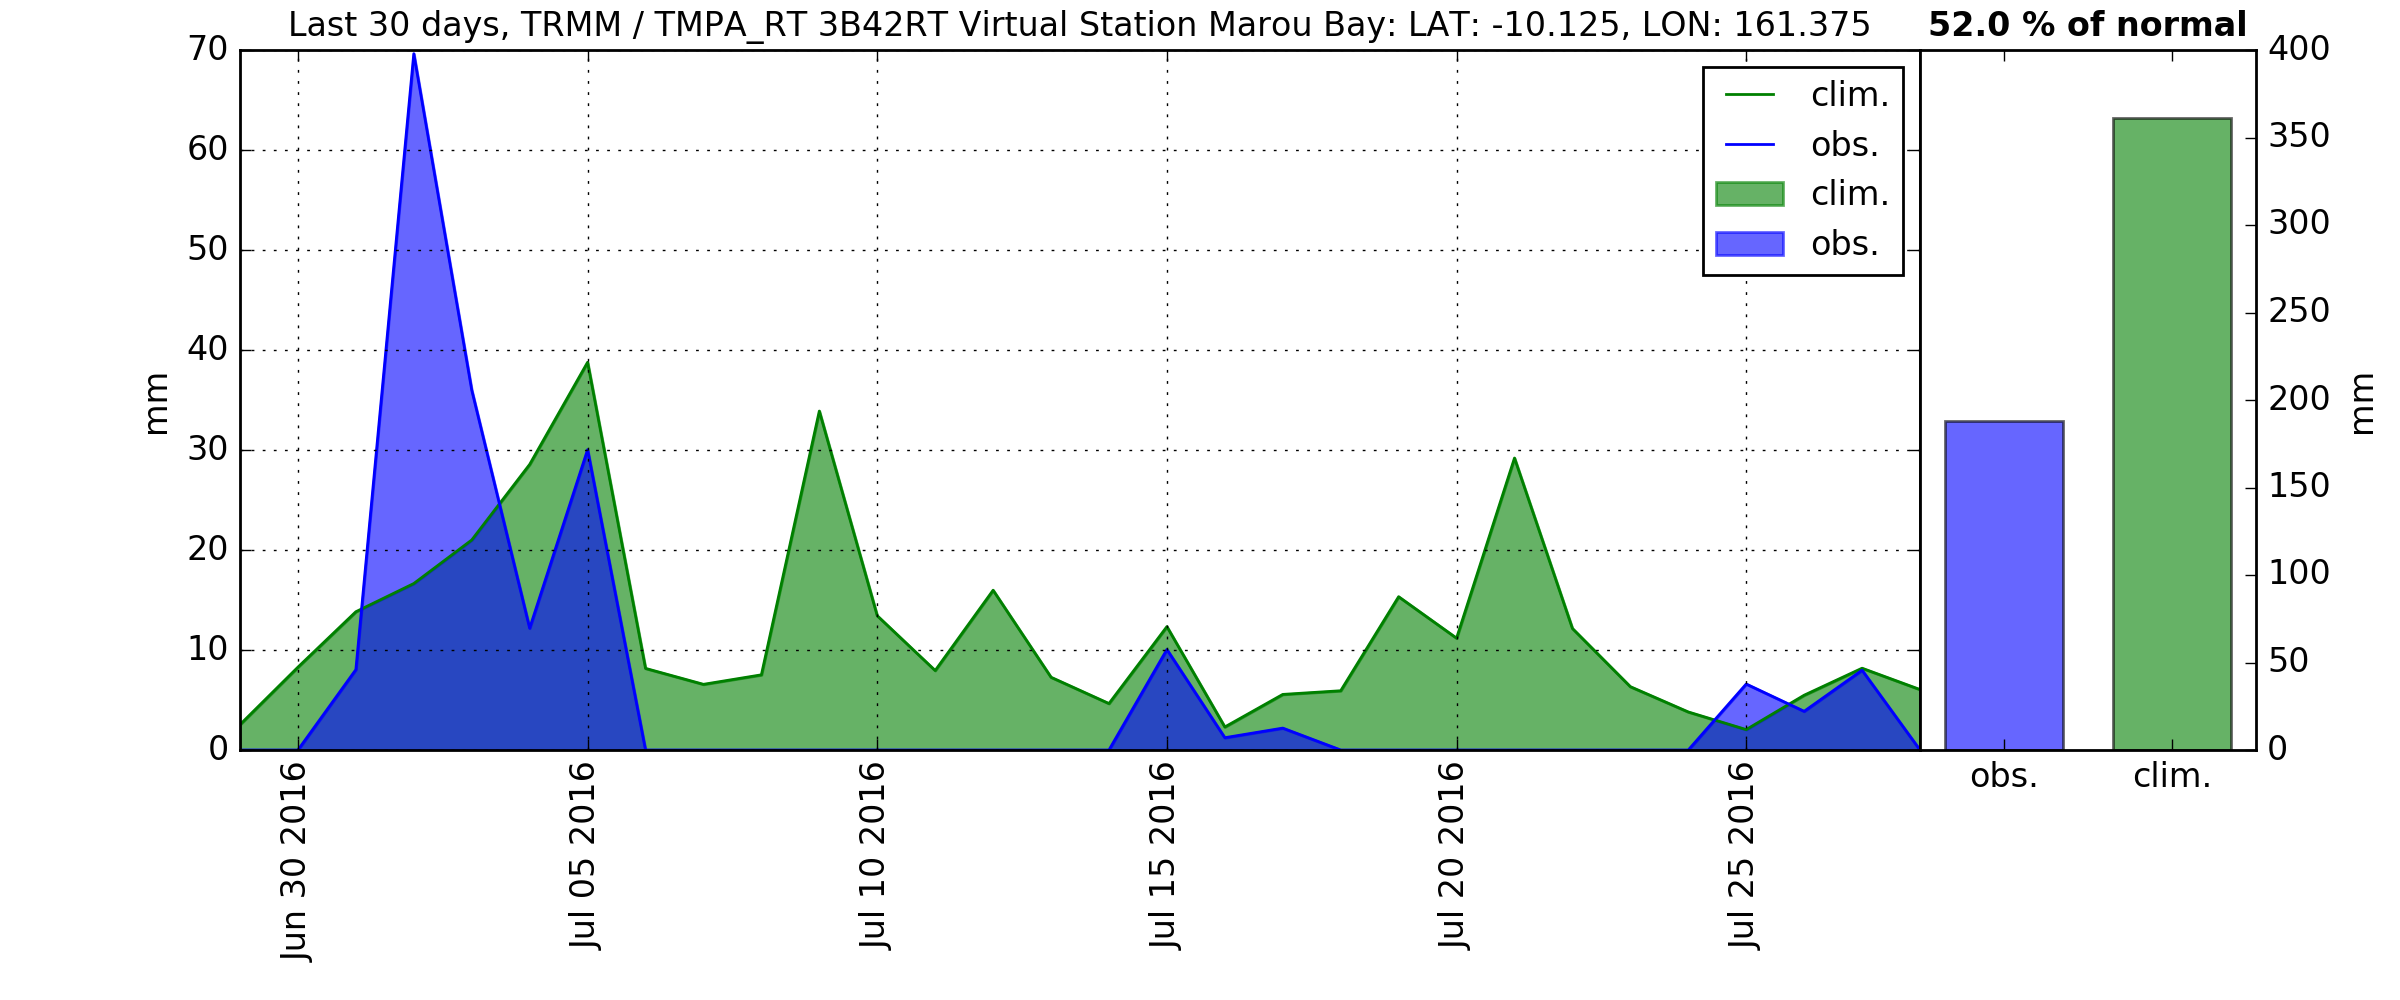 Last 30 days, TRMM / TMPA_RT 3B42RT Virtual Station Marou Bay: LAT: -10.125, LON: 161.375
52.0 % of normal
70
60
50
40
30
20
10
0
mm
clim.
obs.
clim.
obs.
Jun 30 2016
Jul 05 2016
Jul 10 2016
Jul 15 2016
Jul 20 2016
Jul 25 2016
400
350
300
250
200
150
100
50
0
mm
obs.
clim.